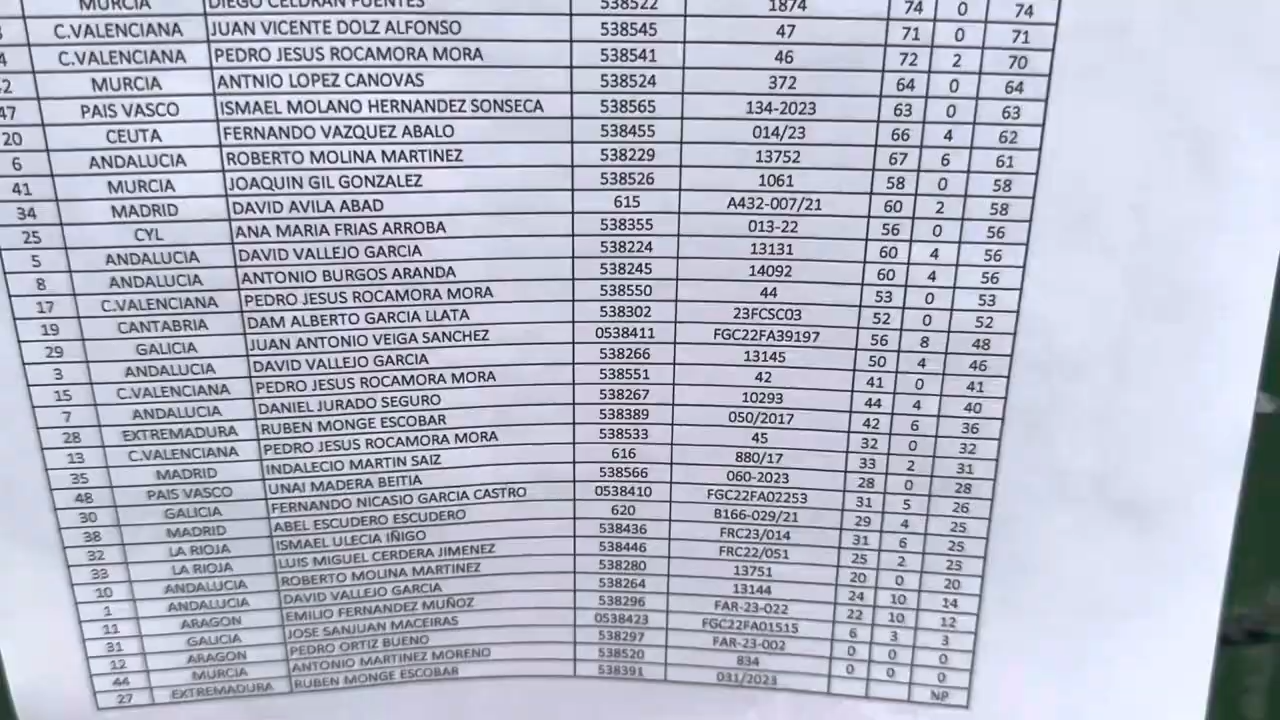 MURCIA DIEGO CELDRAN FUENTES 538522 1874 74 0 74
C.VALENCIANA JUAN VICENTE DOLZ ALFONSO 538545 47 71 0 71
4 C.VALENCIANA PEDRO JESUS ROCAMORA MORA 538541 46 72 2 70
2 MURCIA ANTNIO LOPEZ CANOVAS 538524 372 64 0 64
47 PAIS VASCO ISMAEL MOLANO HERNANDEZ SONSECA 538565 134-2023 63 0 63
20 CEUTA FERNANDO VAZQUEZ ABALO 538455 014/23 66 4 62
6 ANDALUCIA ROBERTO MOLINA MARTINEZ 538229 13752 67 6 61
41 MURCIA JOAQUIN GIL GONZALEZ 538526 1061 58 0 58
34 MADRID DAVID AVILA ABAD 615 A432-007/21 60 2 58
25 CYL ANA MARIA FRIAS ARROBA 538355 013-22 56 0 56
5 ANDALUCIA DAVID VALLEJO GARCIA 538224 13131 60 4 56
8 ANDALUCIA ANTONIO BURGOS ARANDA 538245 14092 60 4 56
17 C.VALENCIANA PEDRO JESUS ROCAMORA MORA 538550 44 53 0 53
19 CANTABRIA DAM ALBERTO GARCIA LLATA 538302 23FCSC03 52 0 52
29 GALICIA JUAN ANTONIO VEIGA SANCHEZ 0538411 FGC22FA39197 56 8 48
3 ANDALUCIA DAVID VALLEJO GARCIA 538266 13145 50 4 46
15 C.VALENCIANA PEDRO JESUS ROCAMORA MORA 538551 42 41 0 41
7 ANDALUCIA DANIEL JURADO SEGURO 538267 10293 44 4 40
28 EXTREMADURA RUBEN MONGE ESCOBAR 538389 050/2017 42 6 36
13 C.VALENCIANA PEDRO JESUS ROCAMORA MORA 538533 45 32 0 32
35 MADRID INDALECIO MARTIN SAIZ 616 880/17 33 2 31
48 PAIS VASCO UNAI MADERA BEITIA 538566 060-2023 28 0 28
30 GALICIA FERNANDO NICASIO GARCIA CASTRO 0538410 FGC22FA02253 31 5 26
38 MADRID ABEL ESCUDERO ESCUDERO 620 B166-029/21 29 4 25
32 LA RIOJA ISMAEL ULECIA IÑIGO 538436 FRC23/014 31 6 25
33 LA RIOJA LUIS MIGUEL CERDERA JIMENEZ 538446 FRC22/051 25 2 25
10 ANDALUCIA ROBERTO MOLINA MARTINEZ 538280 13751 20 0 20
1 ANDALUCIA DAVID VALLEJO GARCIA 538264 13144 24 10 14
11 ARAGON EMILIO FERNANDEZ MUÑOZ 538296 FAR-23-022 22 10 12
31 GALICIA JOSE SANJUAN MACEIRAS 0538423 FGC22FA01515 6 3 3
12 ARAGON PEDRO ORTIZ BUENO 538297 FAR-23-002 0 0 0
44 MURCIA ANTONIO MARTINEZ MORENO 538520 834 0 0 0
27 EXTREMADURA RUBEN MONGE ESCOBAR 538391 031/2023 NP